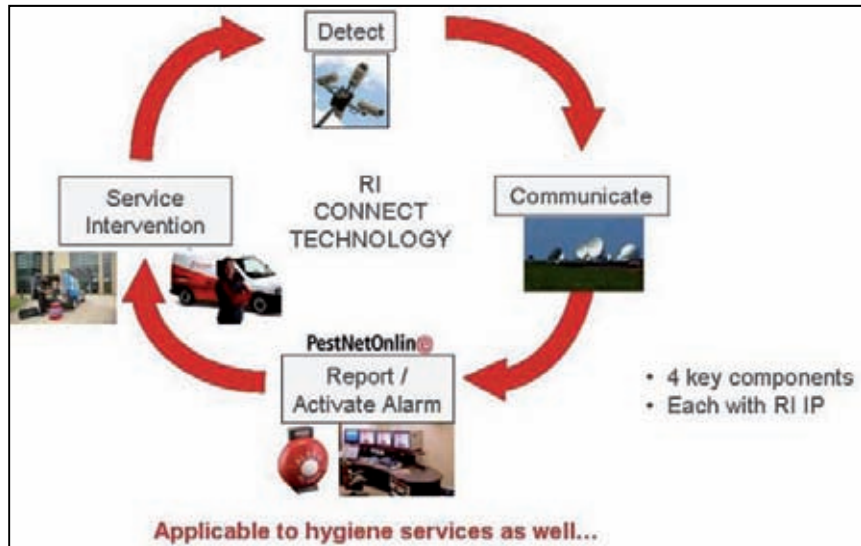 Detect
Communicate
RI
CONNECT
TECHNOLOGY
Service
Intervention
PestNetOnlin@
Report /
Activate Alarm
• 4 key components
• Each with RI IP
Applicable to hygiene services as well...